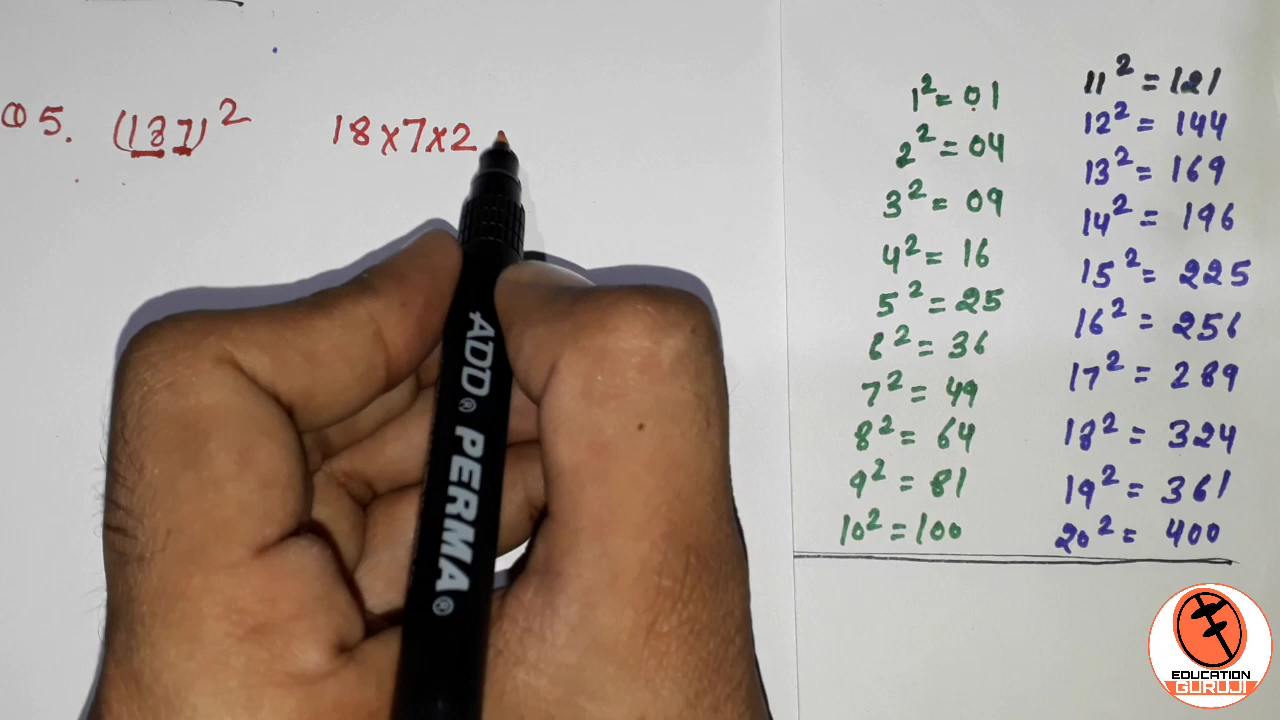 Q5. (187)² 18×7×2
1² = 01
2² = 04
3² = 09
4² = 16
5² = 25
6² = 36
7² = 49
8² = 64
9² = 81
10² = 100
11² = 121
12² = 144
13² = 169
14² = 196
15² = 225
16² = 256
17² = 289
18² = 324
19² = 361
20² = 400
ADD® PERMA®
EDUCATION
GURUJI